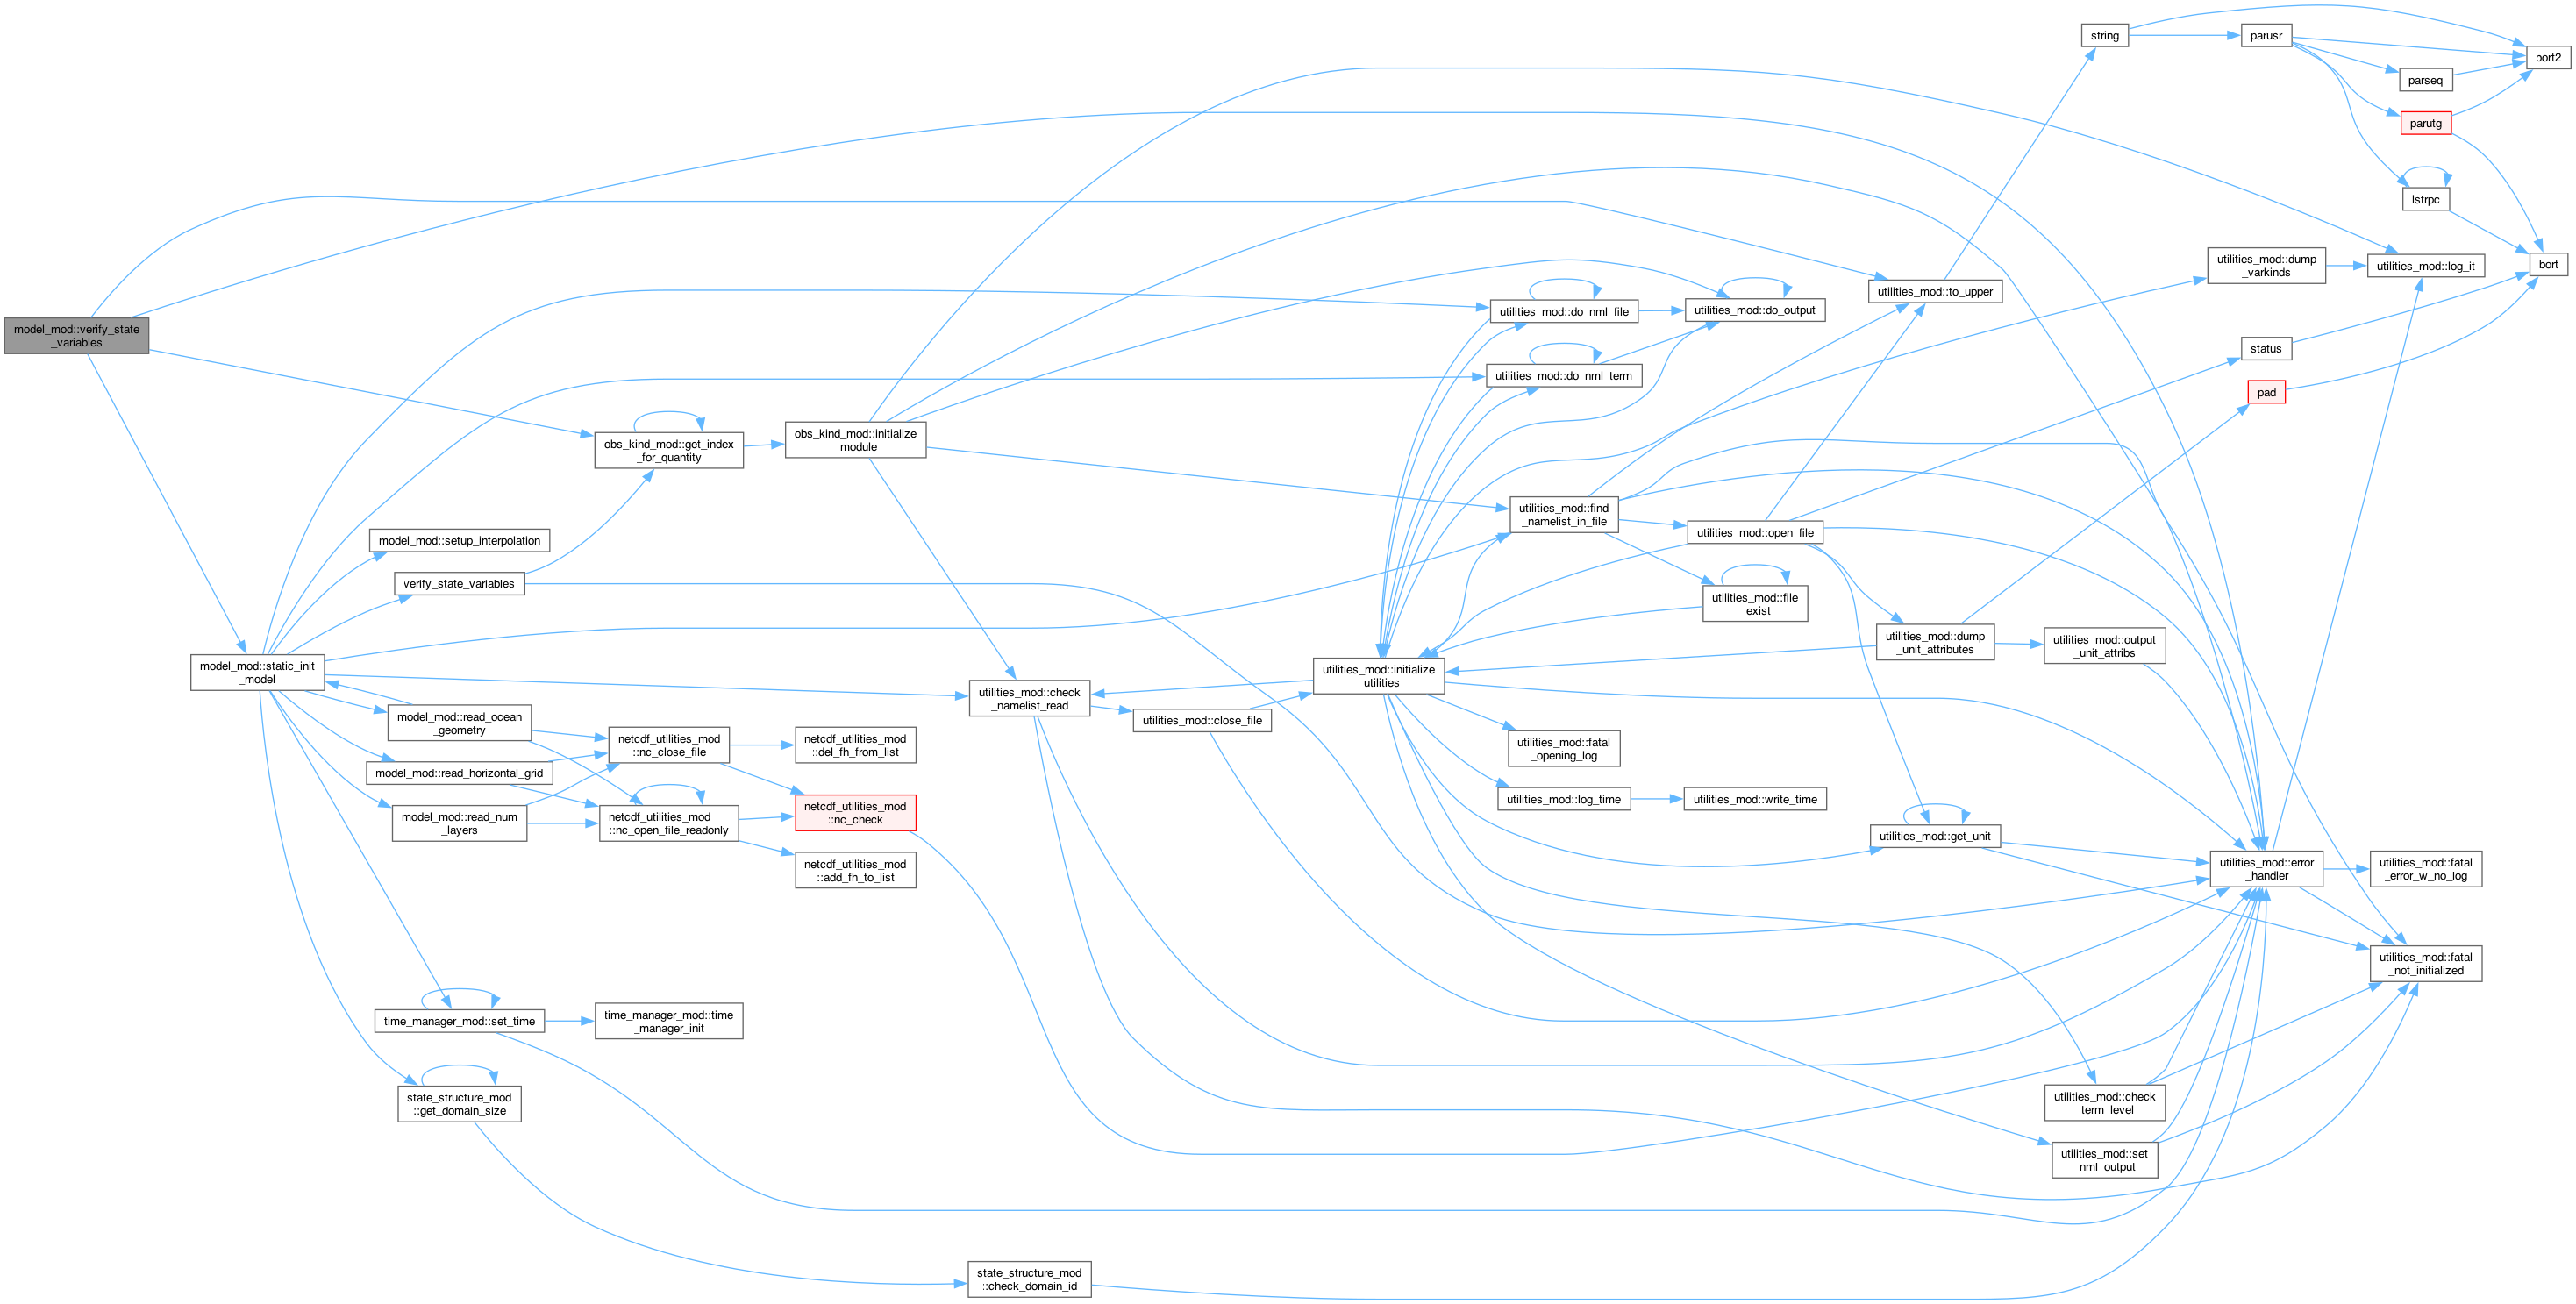 model_mod::verify_state
_variables
model_mod::static_init
_model
model_mod::setup_interpolation
verify_state_variables
model_mod::read_ocean
_geometry
model_mod::read_horizontal_grid
model_mod::read_num
_layers
time_manager_mod::set_time
state_structure_mod
::get_domain_size
obs_kind_mod::get_index
_for_quantity
netcdf_utilities_mod
::nc_close_file
netcdf_utilities_mod
::nc_open_file_readonly
time_manager_mod::time
_manager_init
obs_kind_mod::initialize
_module
netcdf_utilities_mod
::del_fh_from_list
netcdf_utilities_mod
::nc_check
netcdf_utilities_mod
::add_fh_to_list
utilities_mod::check
_namelist_read
state_structure_mod
::check_domain_id
utilities_mod::close_file
utilities_mod::initialize
_utilities
utilities_mod::do_nml_file
utilities_mod::do_nml_term
utilities_mod::find
_namelist_in_file
utilities_mod::fatal
_opening_log
utilities_mod::log_time
utilities_mod::do_output
utilities_mod::open_file
utilities_mod::file
_exist
utilities_mod::write_time
utilities_mod::to_upper
utilities_mod::dump
_unit_attributes
utilities_mod::get_unit
string
utilities_mod::output
_unit_attribs
utilities_mod::check
_term_level
utilities_mod::set
_nml_output
parusr
utilities_mod::dump
_varkinds
status
pad
utilities_mod::error
_handler
parseq
parutg
lstrpc
utilities_mod::log_it
utilities_mod::fatal
_error_w_no_log
utilities_mod::fatal
_not_initialized
bort2
bort